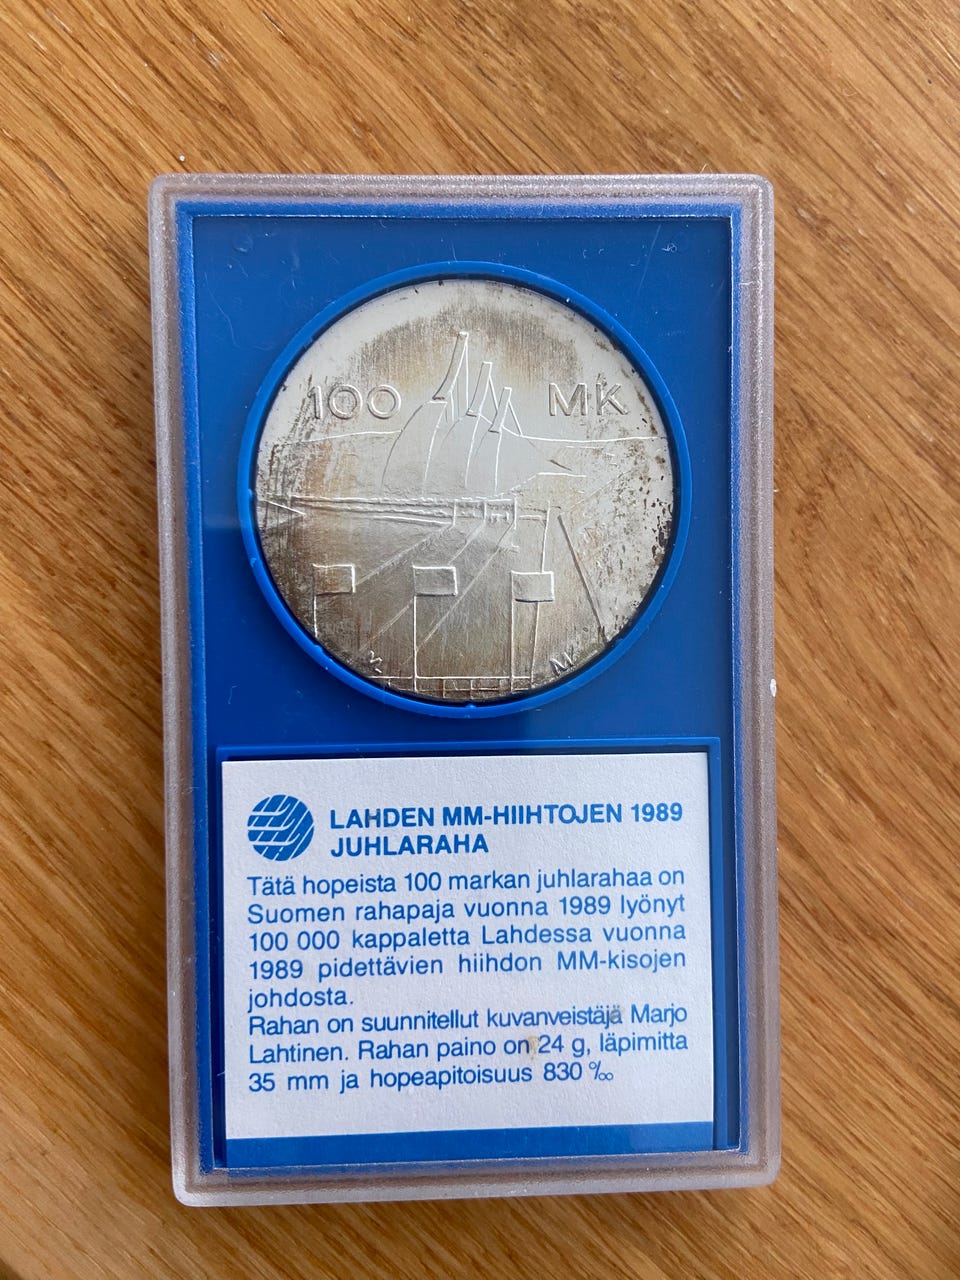 100 MK
LAHDEN MM-HIIHTOJEN 1989
JUHLARAHA
Tätä hopeista 100 markan juhlarahaa on
Suomen rahapaja vuonna 1989 lyönyt
100 000 kappaletta Lahdessa vuonna
1989 pidettävien hiihdon MM-kisojen
johdosta.
Rahan on suunnitellut kuvanveistäjä Marjo
Lahtinen. Rahan paino on 24 g, läpimitta
35 mm ja hopeapitoisuus 830 ‰